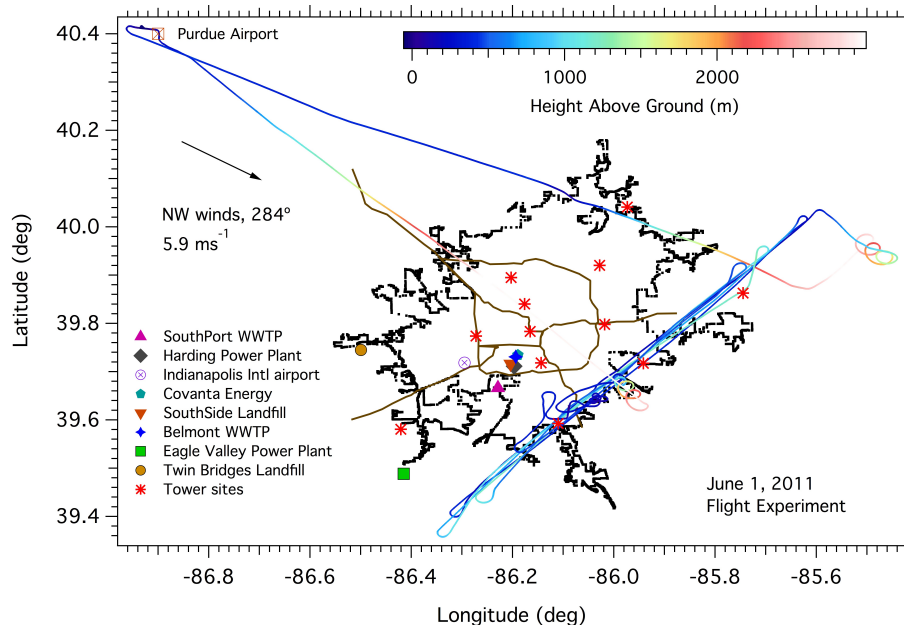 40.4
40.2
40.0
39.8
39.6
39.4
Latitude (deg)
Purdue Airport
0
1000
2000
Height Above Ground (m)
NW winds, 284º
5.9 ms⁻¹
SouthPort WWTP
Harding Power Plant
Indianapolis Intl airport
Covanta Energy
SouthSide Landfill
Belmont WWTP
Eagle Valley Power Plant
Twin Bridges Landfill
Tower sites
June 1, 2011
Flight Experiment
-86.8
-86.6
-86.4
-86.2
-86.0
-85.8
-85.6
Longitude (deg)